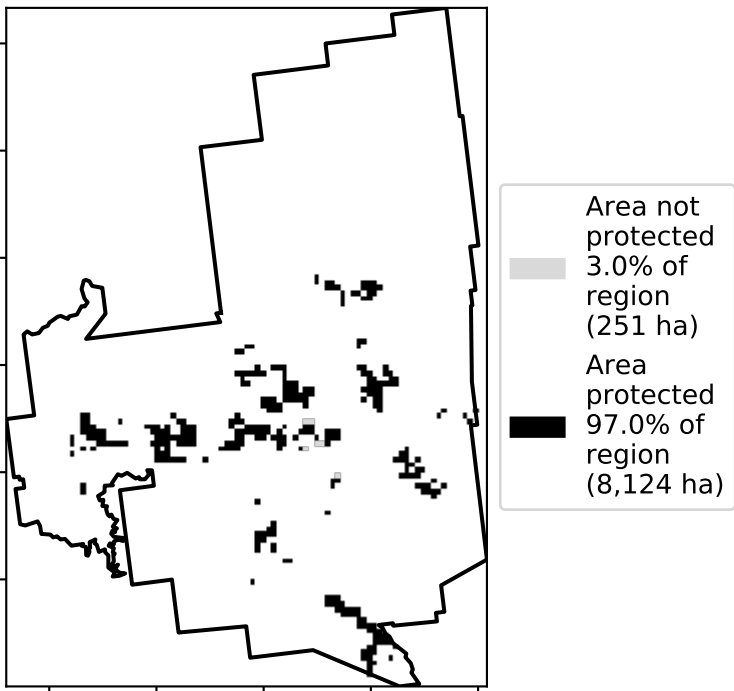 Area not
protected
3.0% of
region
(251 ha)
Area
protected
97.0% of
region
(8,124 ha)